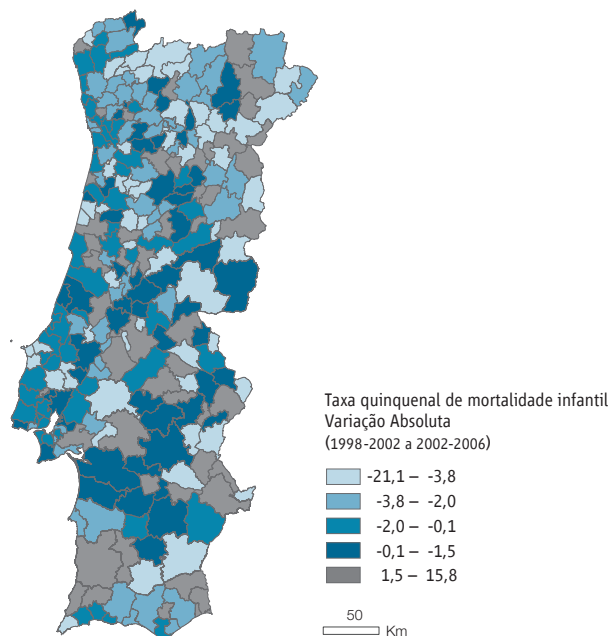 Taxa quinquenal de mortalidade infantil
Variação Absoluta
(1998-2002 a 2002-2006)
-21,1 – -3,8
-3,8 – -2,0
-2,0 – -0,1
-0,1 – -1,5
1,5 – 15,8
50
Km